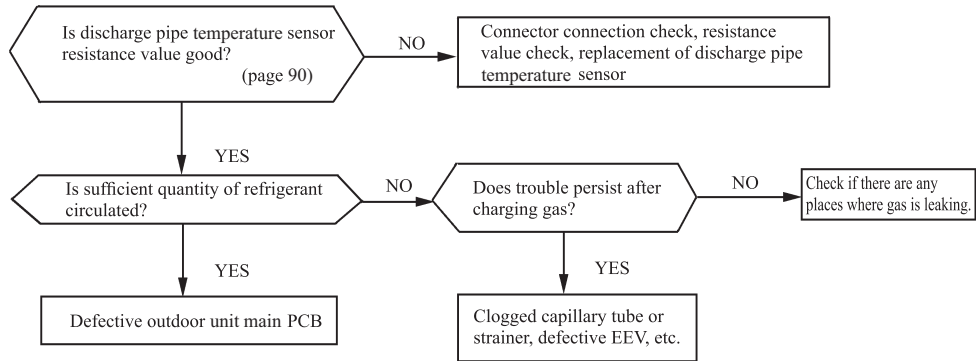 Is discharge pipe temperature sensor
resistance value good?
(page 90)
NO
Connector connection check, resistance
value check, replacement of discharge pipe
temperature sensor
YES
Is sufficient quantity of refrigerant
circulated?
NO
Does trouble persist after
charging gas?
NO
Check if there are any
places where gas is leaking.
YES
Defective outdoor unit main PCB
YES
Clogged capillary tube or
strainer, defective EEV, etc.